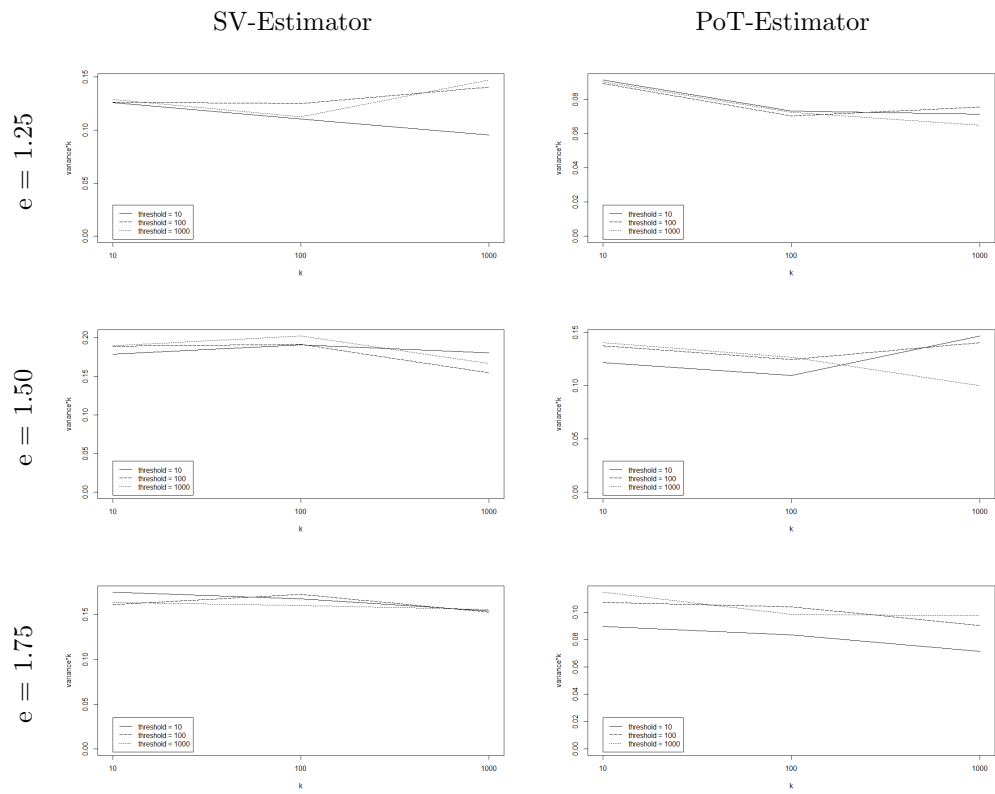 SV-Estimator
PoT-Estimator
e = 1.25
variance*k
0.00
0.05
0.10
0.15
threshold = 10
threshold = 100
threshold = 1000
10
100
1000
k
variance*k
0.00
0.02
0.04
0.06
0.08
threshold = 10
threshold = 100
threshold = 1000
10
100
1000
k
e = 1.50
variance*k
0.00
0.05
0.10
0.15
0.20
threshold = 10
threshold = 100
threshold = 1000
10
100
1000
k
variance*k
0.00
0.05
0.10
0.15
threshold = 10
threshold = 100
threshold = 1000
10
100
1000
k
e = 1.75
variance*k
0.00
0.05
0.10
0.15
threshold = 10
threshold = 100
threshold = 1000
10
100
1000
k
variance*k
0.00
0.02
0.04
0.06
0.08
0.10
threshold = 10
threshold = 100
threshold = 1000
10
100
1000
k